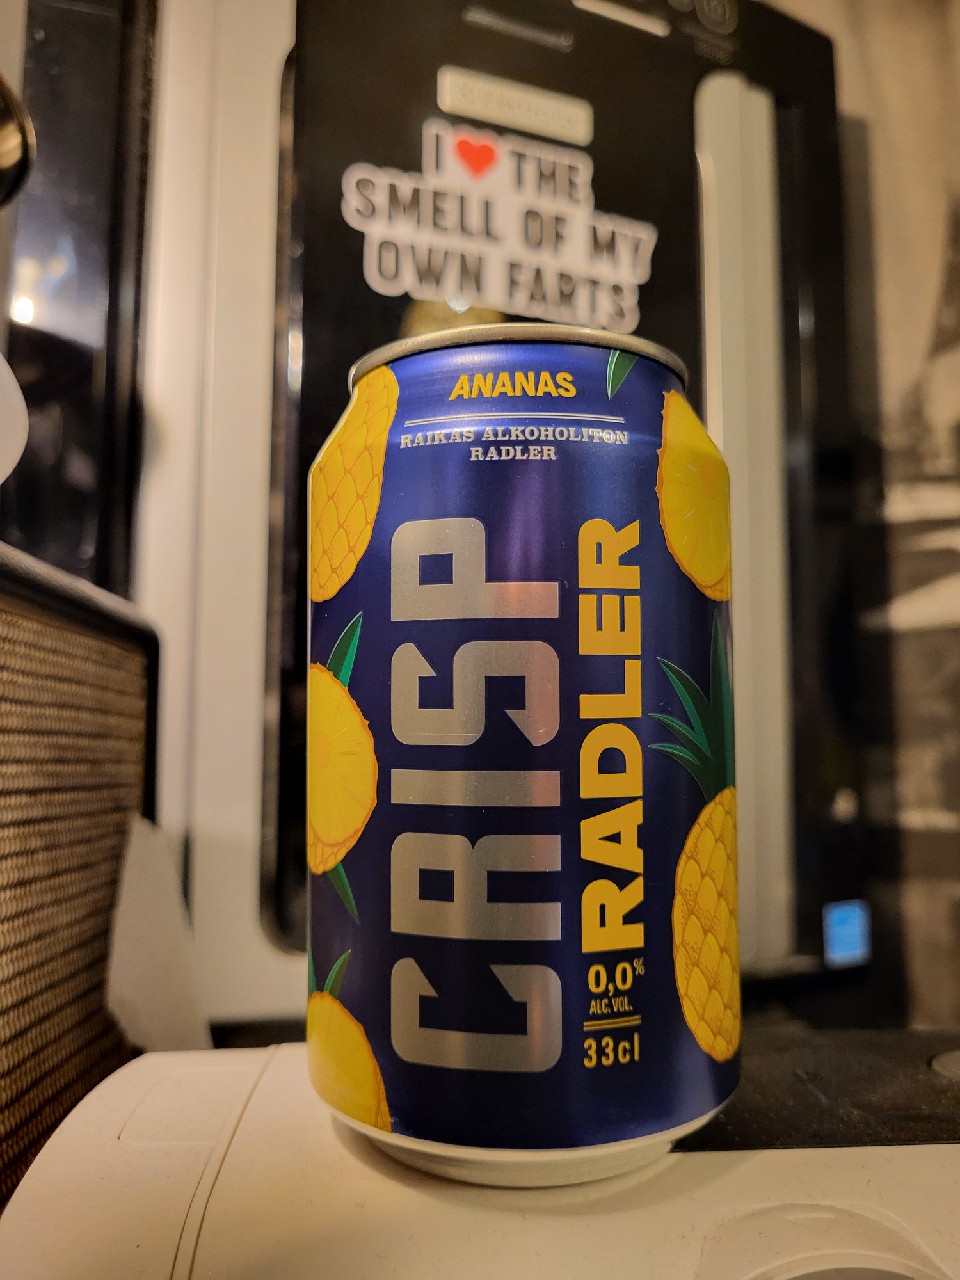 I ❤ THE
SMELL OF MY
OWN FARTS
ANANAS
RAIKAS ALKOHOLITON
RADLER
CRISP
RADLER
0,0%
ALC. VOL.
33cl